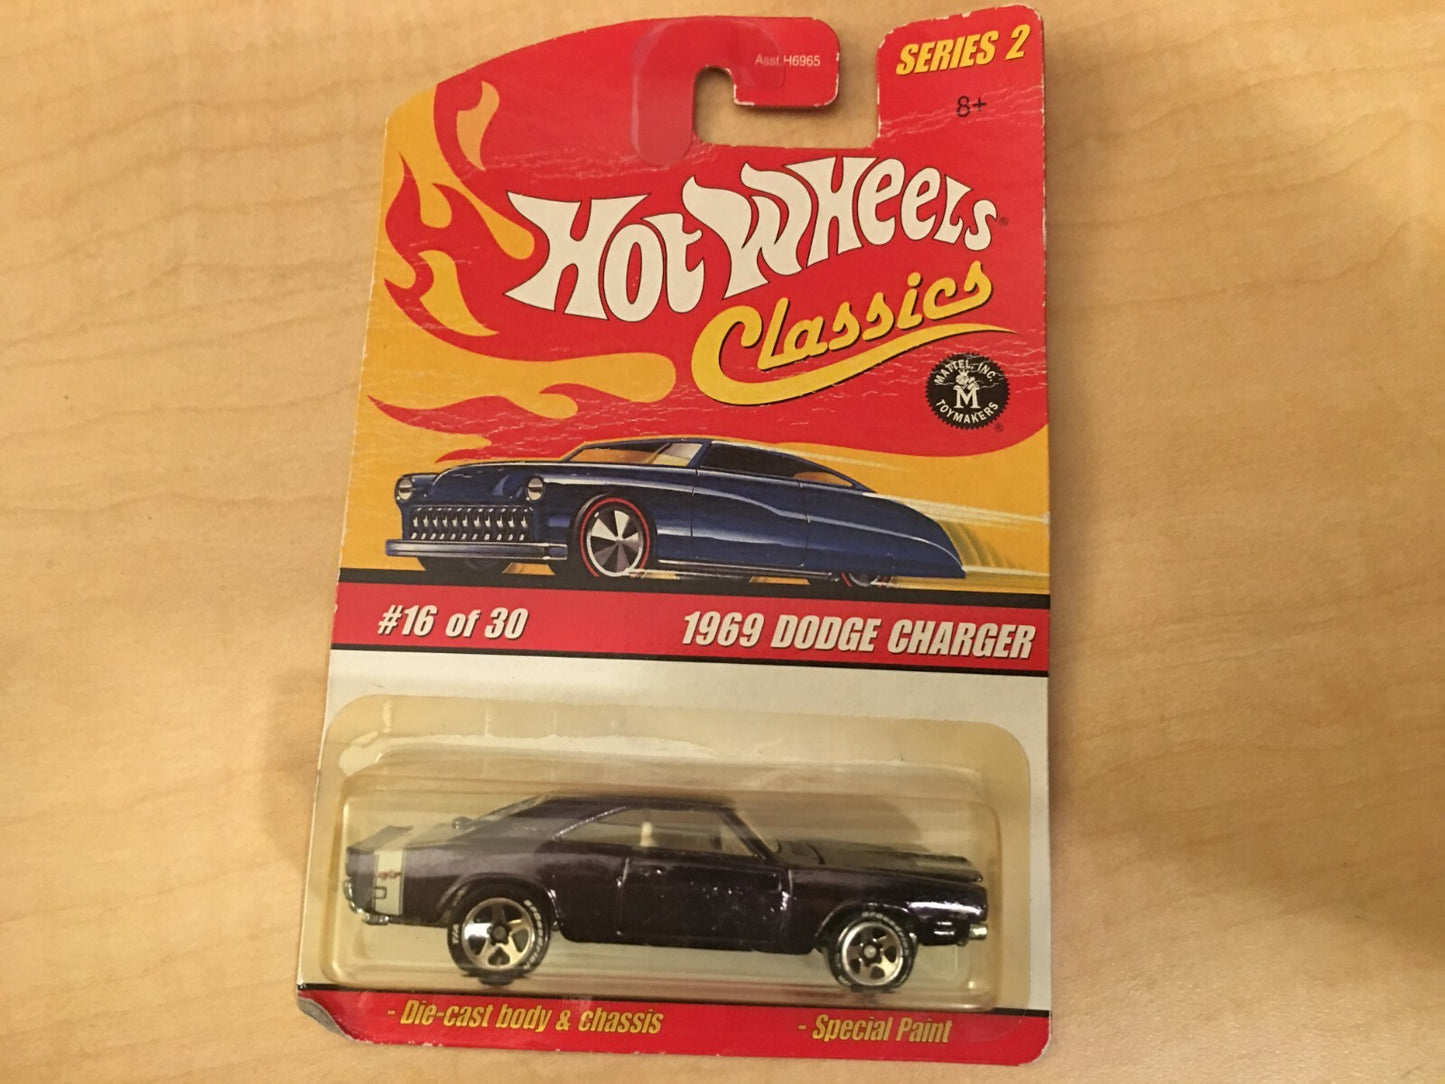 Asst.H6965
SERIES 2
8+
HOT WHEELS®
Classics
MATTEL, INC.
M
TOYMAKERS
®
#16 of 30
1969 DODGE CHARGER
- Die-cast body & chassis
- Special Paint